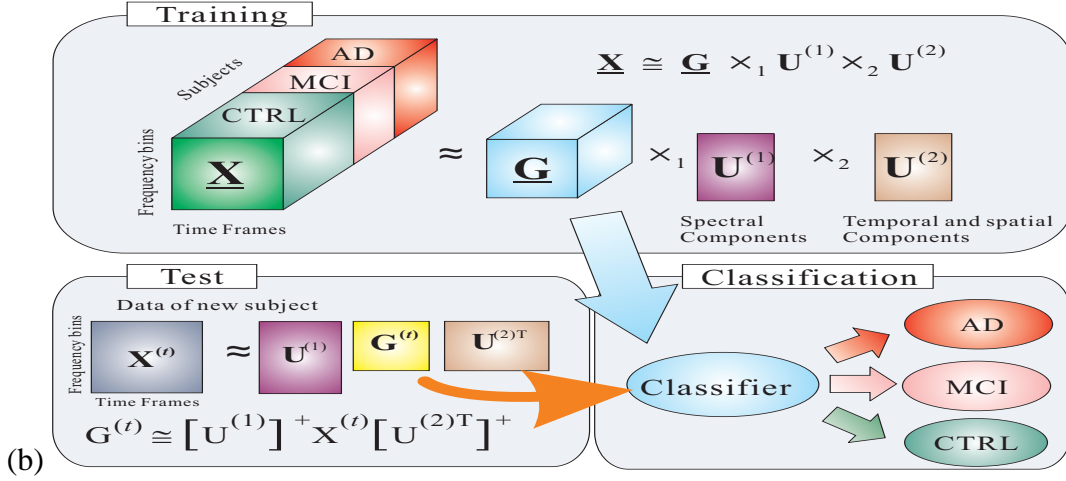 Training
Subjects
AD
MCI
CTRL
Frequency bins
X
Time Frames
≈
G
×₁
U⁽¹⁾
×₂
U⁽²⁾
X ≅ G ×₁ U⁽¹⁾ ×₂ U⁽²⁾
Spectral
Components
Temporal and spatial
Components
Test
Data of new subject
Frequency bins
X⁽ᵗ⁾
≈
U⁽¹⁾
G⁽ᵗ⁾
U⁽²⁾ᵀ
Time Frames
G⁽ᵗ⁾ ≅ [U⁽¹⁾]⁺X⁽ᵗ⁾[U⁽²⁾ᵀ]⁺
Classification
Classifier
AD
MCI
CTRL
(b)